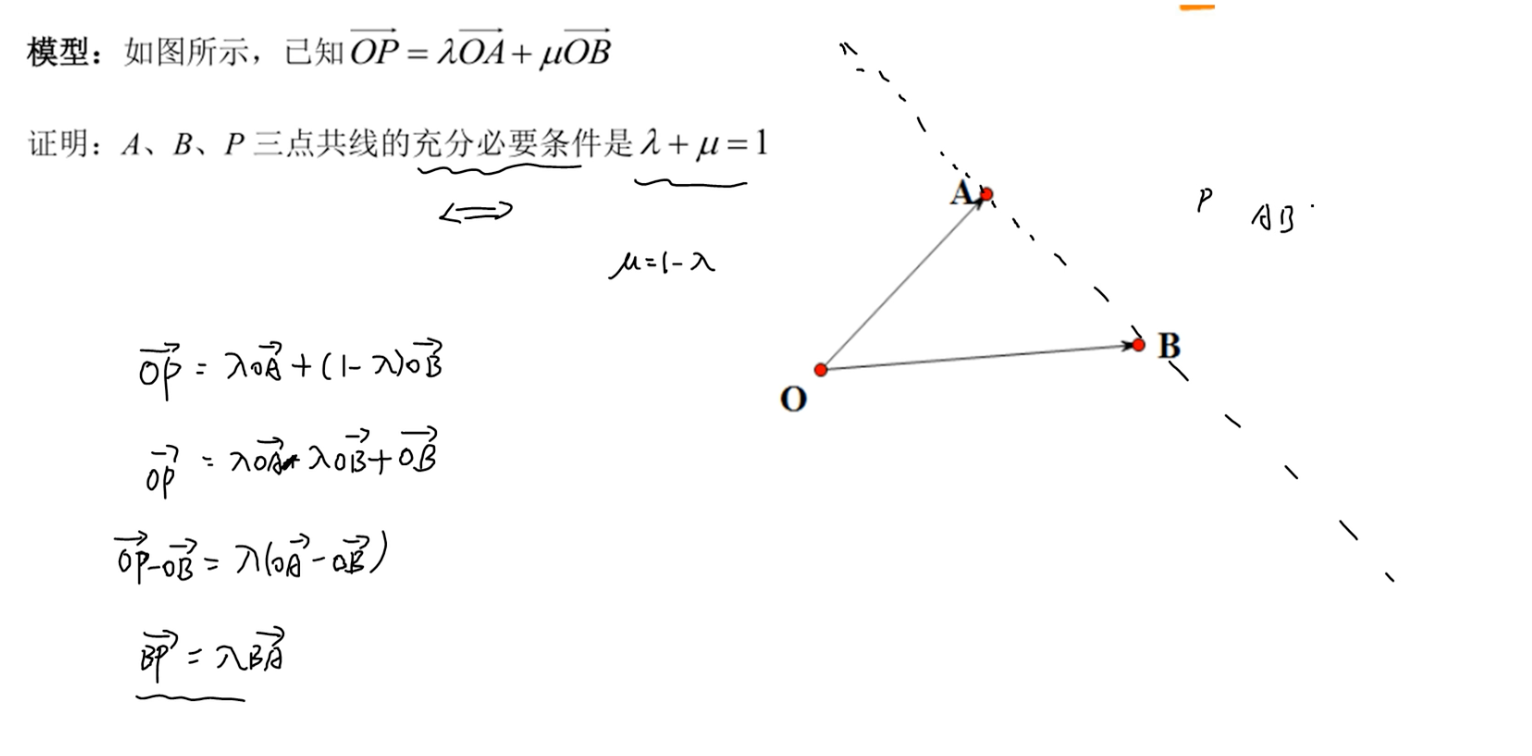 模型：如图所示，已知 $\overrightarrow{OP} = \lambda\overrightarrow{OA} + \mu\overrightarrow{OB}$
证明：A、B、P 三点共线的充分必要条件是 $\lambda + \mu = 1$
⟺
$\mu = 1 - \lambda$
$\overrightarrow{OP} = \lambda\overrightarrow{OA} + (1 - \lambda)\overrightarrow{OB}$
$\overrightarrow{OP} = \lambda\overrightarrow{OA} - \lambda\overrightarrow{OB} + \overrightarrow{OB}$
$\overrightarrow{OP} - \overrightarrow{OB} = \lambda(\overrightarrow{OA} - \overrightarrow{OB})$
$\overrightarrow{BP} = \lambda\overrightarrow{BA}$
A
B
O
P AB